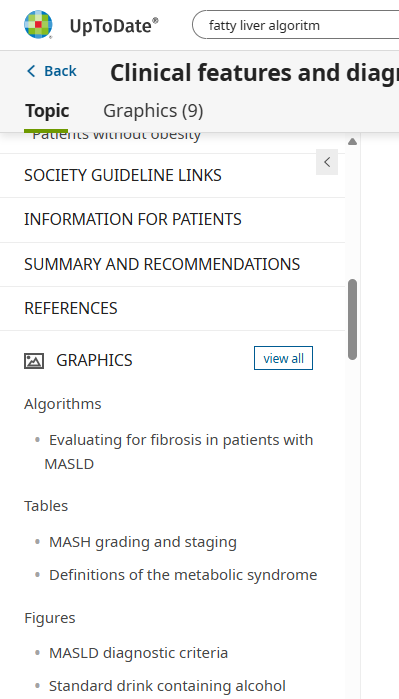 UpToDate®
fatty liver algoritm
Back
Clinical features and diag
Topic
Graphics (9)
Patients without obesity
SOCIETY GUIDELINE LINKS
INFORMATION FOR PATIENTS
SUMMARY AND RECOMMENDATIONS
REFERENCES
GRAPHICS
view all
Algorithms
• Evaluating for fibrosis in patients with
MASLD
Tables
• MASH grading and staging
• Definitions of the metabolic syndrome
Figures
• MASLD diagnostic criteria
• Standard drink containing alcohol